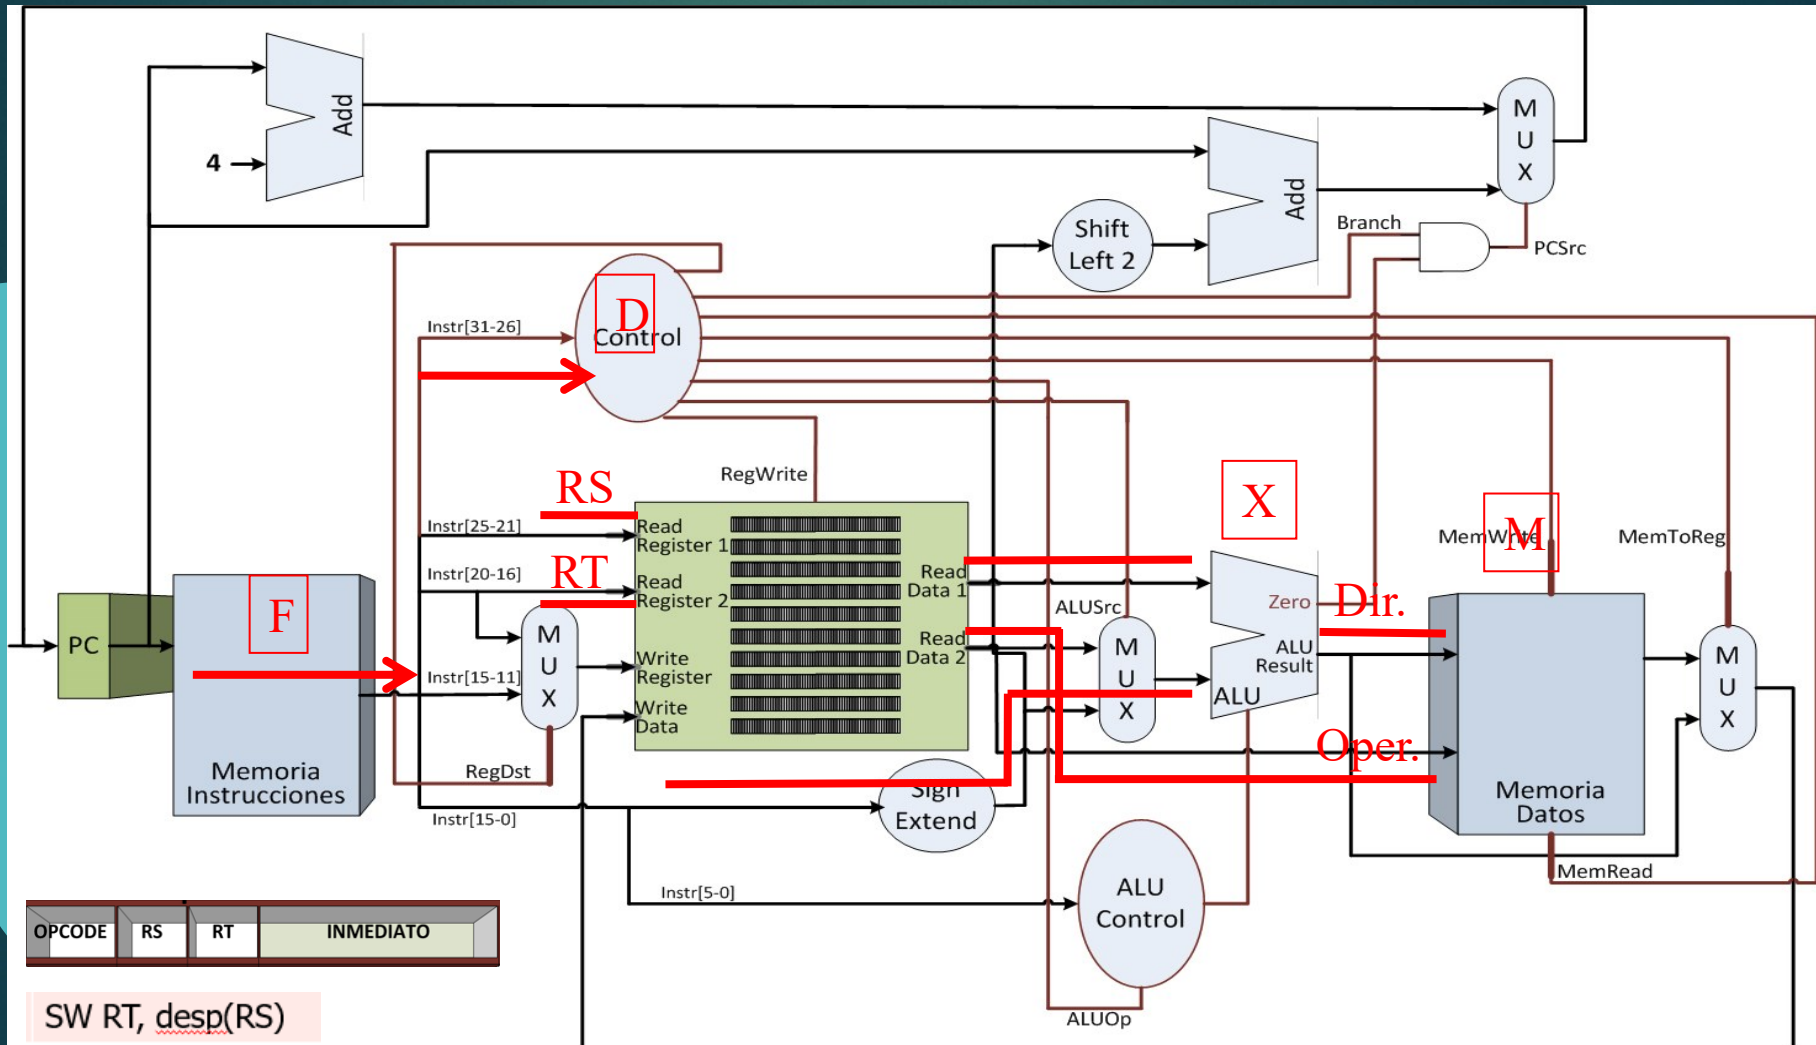 Add
4
Add
M
U
X
Shift
Left 2
Branch
PCSrc
D
Control
Instr[31-26]
RegWrite
RS
X
MemWrite
M
MemToReg
Instr[25-21]
Read
Register 1
Instr[20-16]
RT
Read
Register 2
Read
Data 1
ALUSrc
Zero
Dir.
F
PC
M
U
X
Read
Data 2
M
U
X
ALU
Result
ALU
M
U
X
Write
Register
Instr[15-11]
Write
Data
Oper.
RegDst
Memoria
Instrucciones
Sign
Extend
Memoria
Datos
Instr[15-0]
MemRead
Instr[5-0]
ALU
Control
OPCODE RS RT INMEDIATO
SW RT, desp(RS)
ALUOp